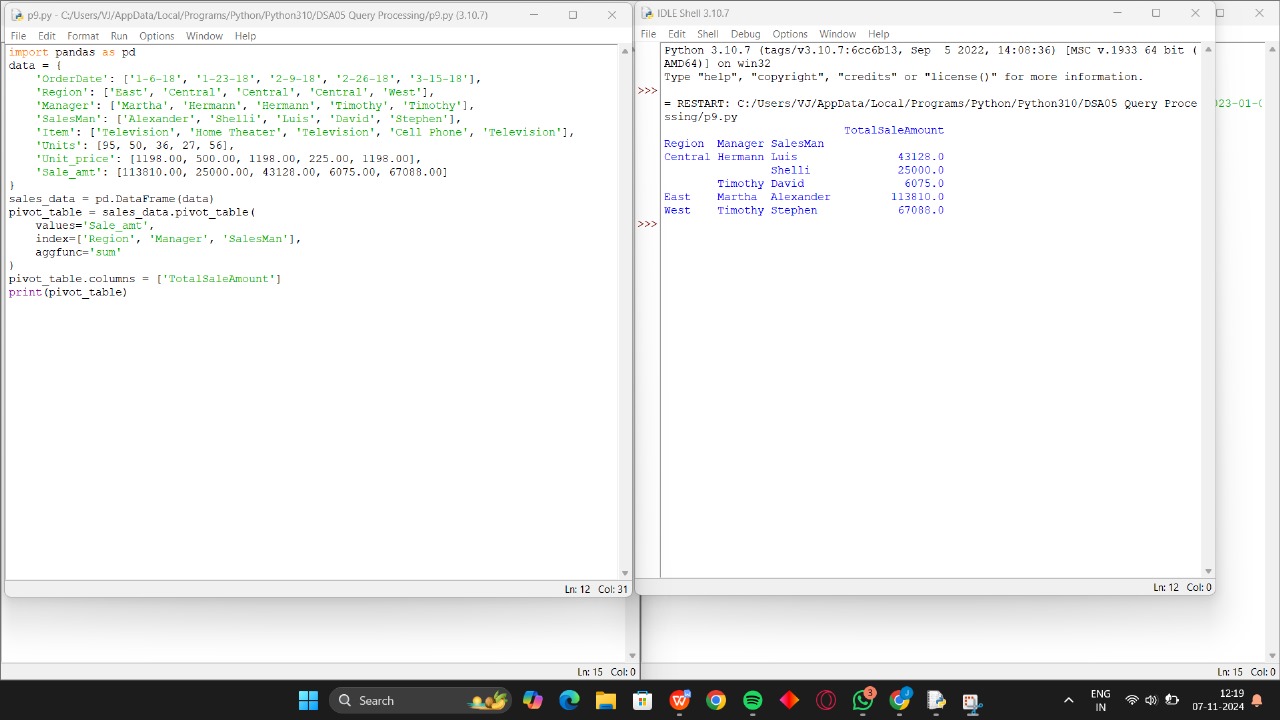 p9.py - C:/Users/VJ/AppData/Local/Programs/Python/Python310/DSA05 Query Processing/p9.py (3.10.7)
File Edit Format Run Options Window Help
import pandas as pd
data = {
    'OrderDate': ['1-6-18', '1-23-18', '2-9-18', '2-26-18', '3-15-18'],
    'Region': ['East', 'Central', 'Central', 'Central', 'West'],
    'Manager': ['Martha', 'Hermann', 'Hermann', 'Timothy', 'Timothy'],
    'SalesMan': ['Alexander', 'Shelli', 'Luis', 'David', 'Stephen'],
    'Item': ['Television', 'Home Theater', 'Television', 'Cell Phone', 'Television'],
    'Units': [95, 50, 36, 27, 56],
    'Unit_price': [1198.00, 500.00, 1198.00, 225.00, 1198.00],
    'Sale_amt': [113810.00, 25000.00, 43128.00, 6075.00, 67088.00]
}
sales_data = pd.DataFrame(data)
pivot_table = sales_data.pivot_table(
    values='Sale_amt',
    index=['Region', 'Manager', 'SalesMan'],
    aggfunc='sum'
)
pivot_table.columns = ['TotalSaleAmount']
print(pivot_table)
Ln: 12 Col: 31
Ln: 15 Col: 0
IDLE Shell 3.10.7
File Edit Shell Debug Options Window Help
Python 3.10.7 (tags/v3.10.7:6cc6b13, Sep  5 2022, 14:08:36) [MSC v.1933 64 bit (
AMD64)] on win32
Type "help", "copyright", "credits" or "license()" for more information.
>>>
= RESTART: C:/Users/VJ/AppData/Local/Programs/Python/Python310/DSA05 Query Proce
ssing/p9.py
                           TotalSaleAmount
Region  Manager SalesMan
Central Hermann Luis               43128.0
                Shelli             25000.0
        Timothy David               6075.0
East    Martha  Alexander         113810.0
West    Timothy Stephen            67088.0
>>>
Ln: 12 Col: 0
23-01-0
Ln: 15 Col: 0
Search
3
J
ENG
IN
12:19
07-11-2024